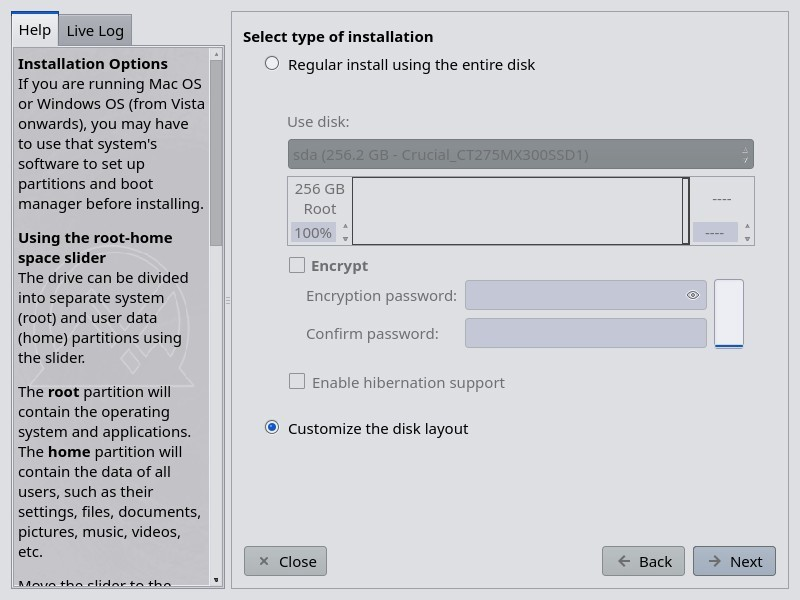 Help
Live Log
Installation Options
If you are running Mac OS
or Windows OS (from Vista
onwards), you may have
to use that system's
software to set up
partitions and boot
manager before installing.
Using the root-home
space slider
The drive can be divided
into separate system
(root) and user data
(home) partitions using
the slider.
The root partition will
contain the operating
system and applications.
The home partition will
contain the data of all
users, such as their
settings, files, documents,
pictures, music, videos,
etc.
Move the slider to the
Select type of installation
Regular install using the entire disk
Use disk:
sda (256.2 GB - Crucial_CT275MX300SSD1)
256 GB
Root
100%
----
----
Encrypt
Encryption password:
Confirm password:
Enable hibernation support
Customize the disk layout
Close
Back
Next